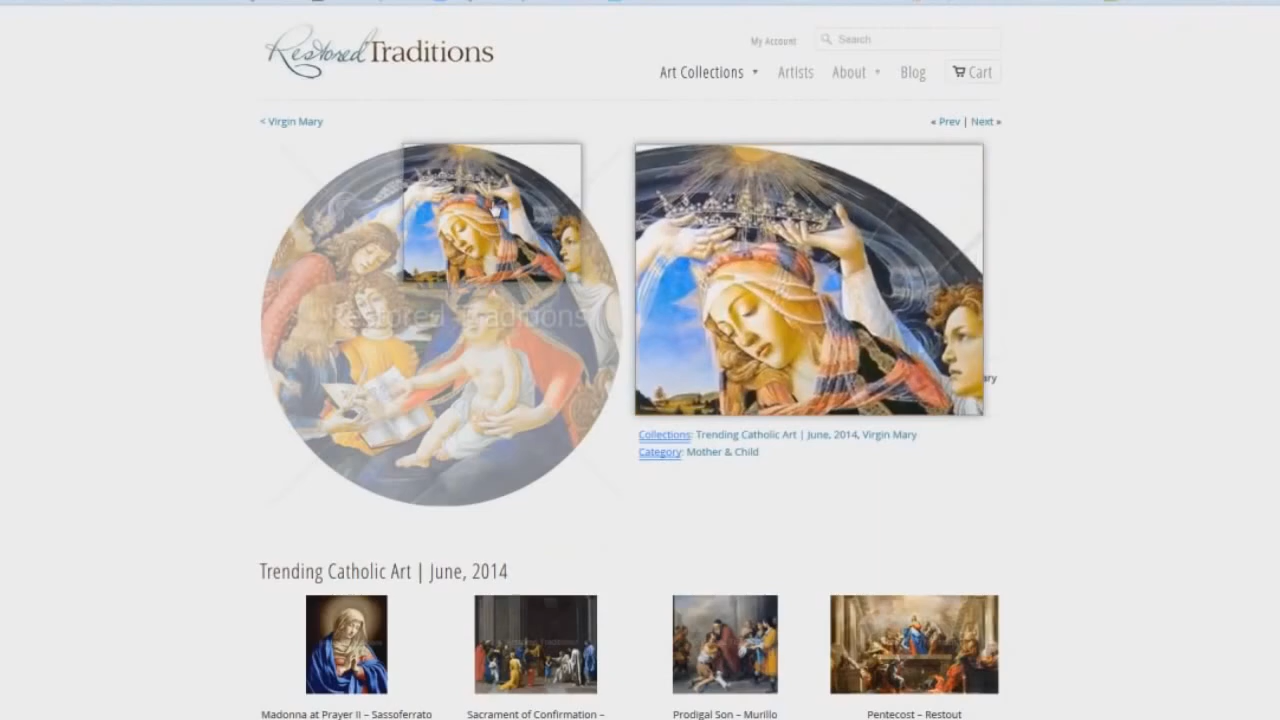 Restored Traditions
My Account
Search
Art Collections
Artists
About
Blog
Cart
< Virgin Mary
« Prev | Next »
Restored Traditions
ary
Collections: Trending Catholic Art | June, 2014, Virgin Mary
Category: Mother & Child
Trending Catholic Art | June, 2014
Madonna at Prayer II – Sassoferrato
Sacrament of Confirmation –
Prodigal Son – Murillo
Pentecost – Restout